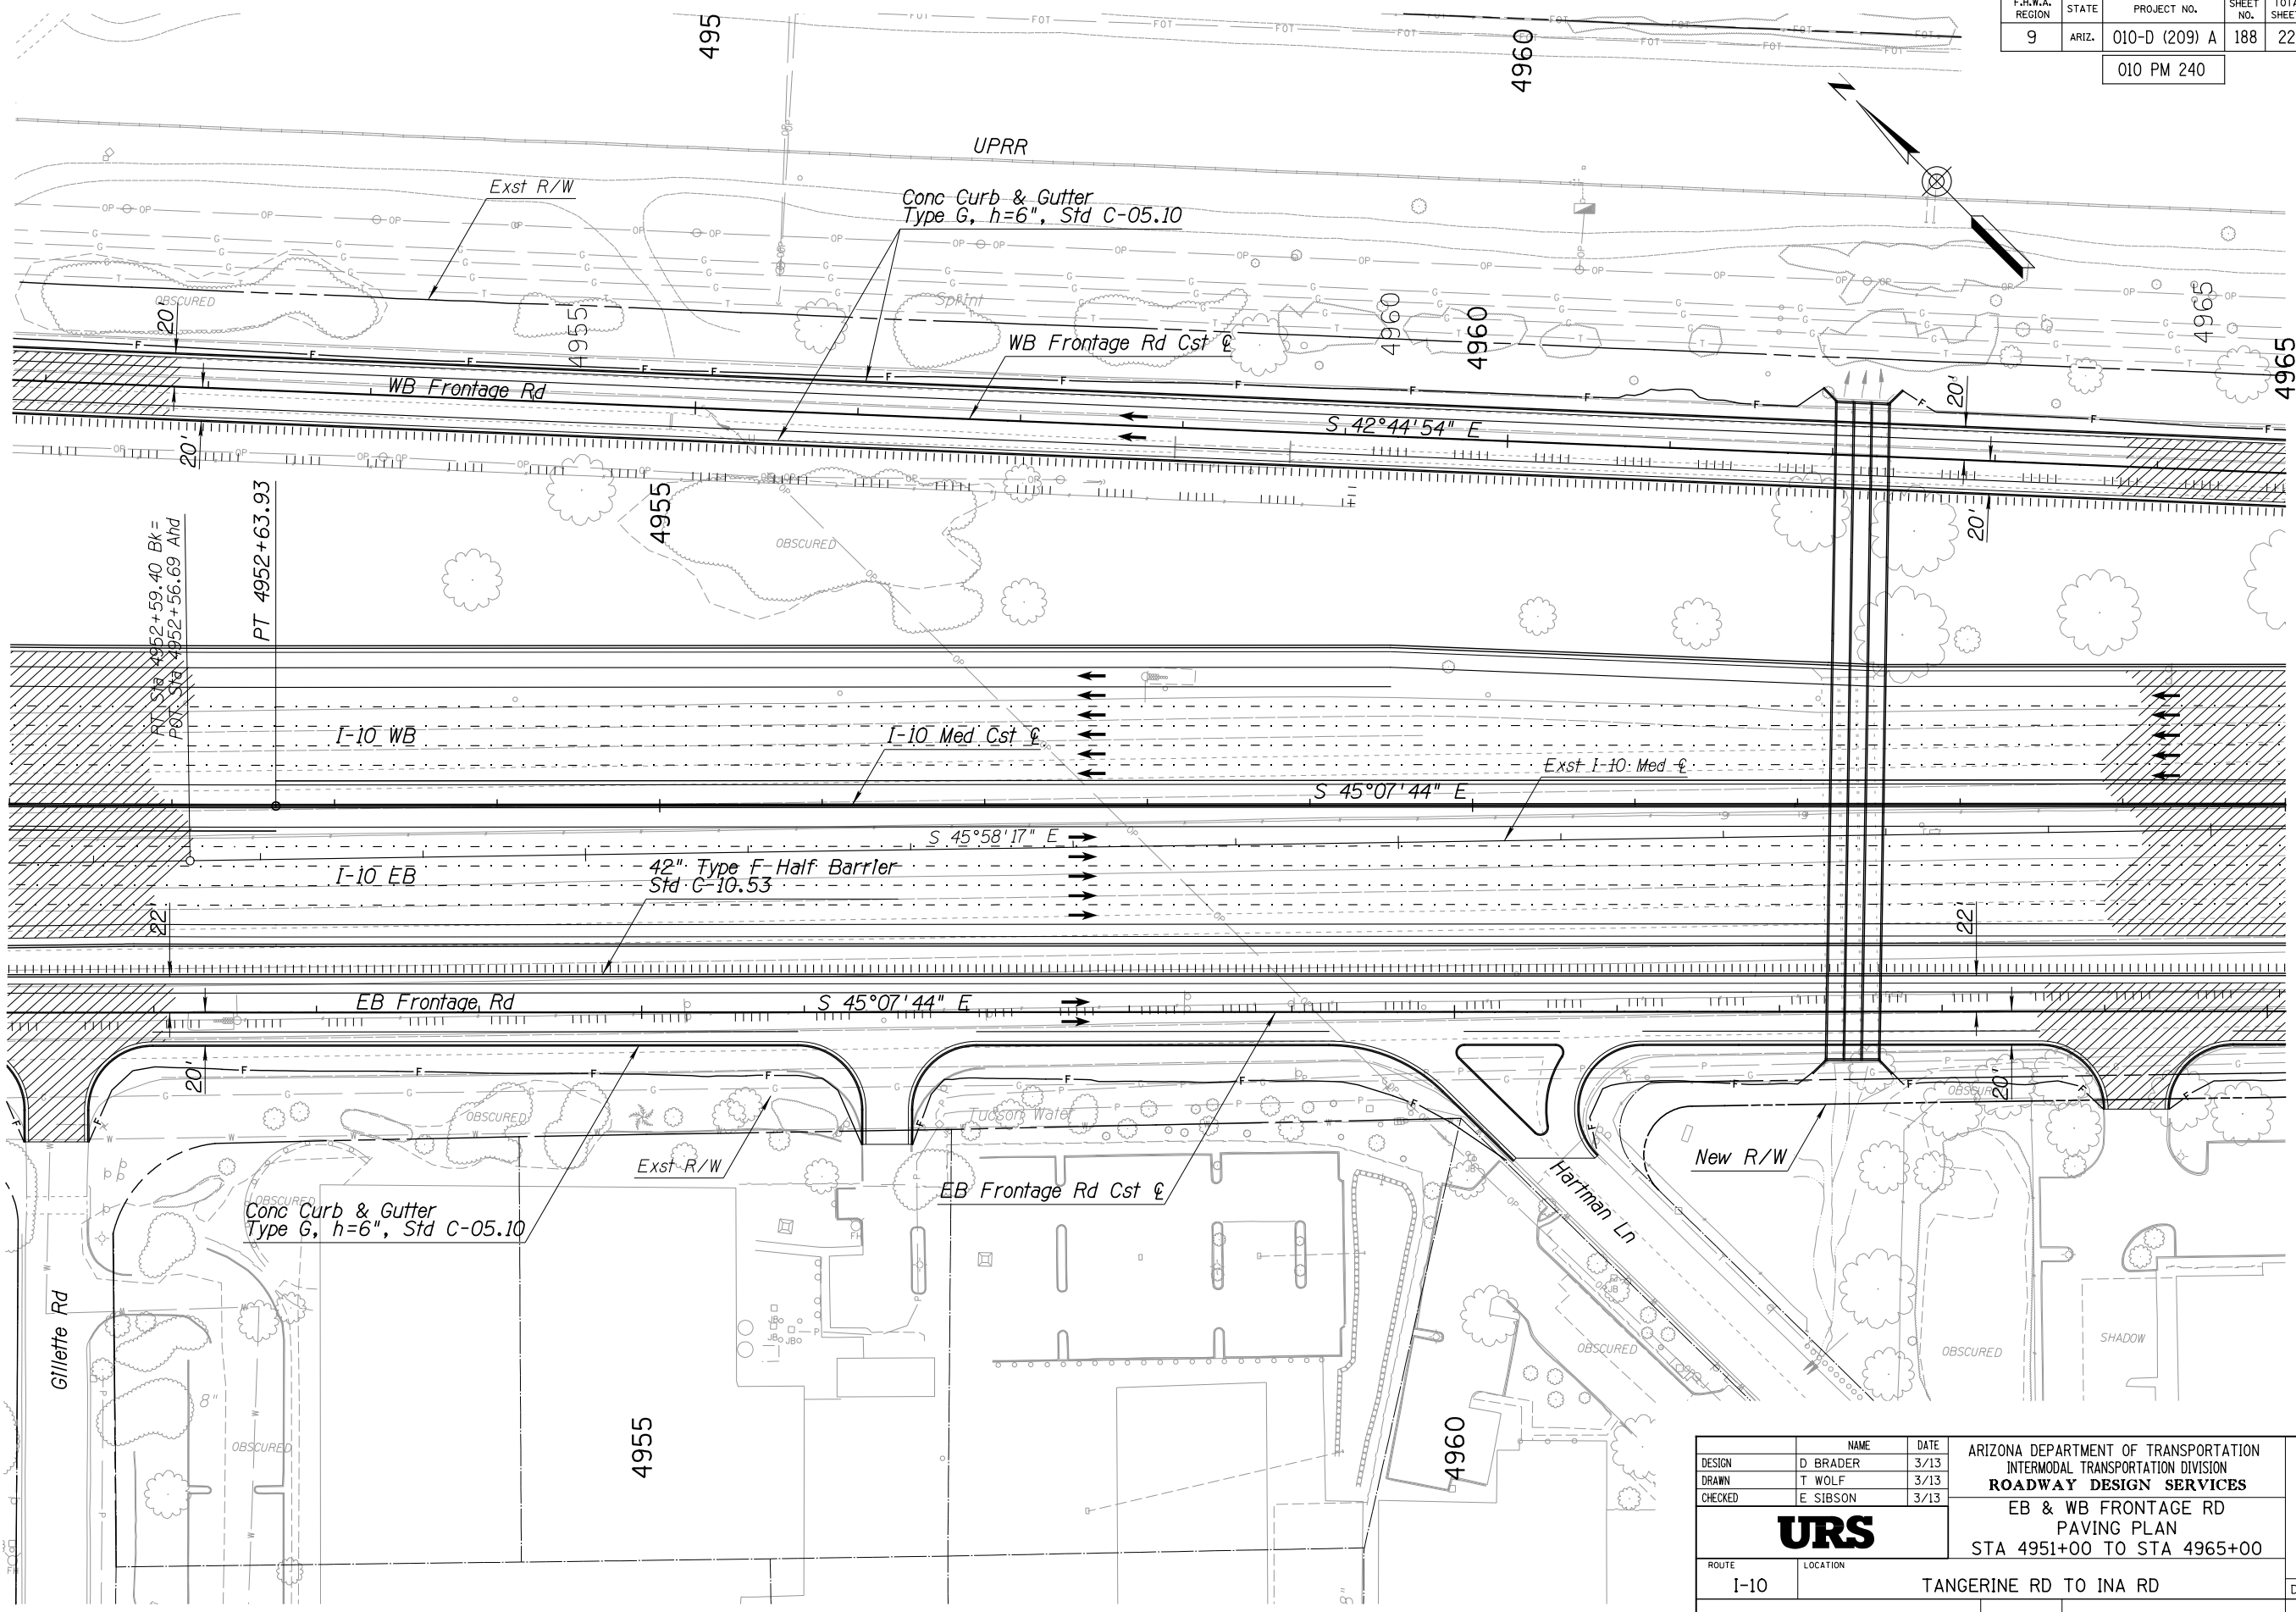 F.H.W.A. REGION
STATE
PROJECT NO.
SHEET NO.
9
ARIZ.
010-D (209) A
188
010 PM 240
N
495
4960
UPRR
Exst R/W
Conc Curb & Gutter
Type G, h=6", Std C-05.10
OBSCURED
Sprint
4955
4960
4960
4965
4965
20'
WB Frontage Rd Cst ℄
WB Frontage Rd
20'
S 42°44'54" E
20'
20'
PT Sta 4952+59.40 Bk=
POT Sta 4952+56.69 Ahd
PT 4952+63.93
4955
OBSCURED
I-10 WB
I-10 Med Cst ℄
Exst I-10 Med ℄
S 45°07'44" E
S 45°58'17" E
I-10 EB
42" Type F Half Barrier
Std C-10.53
22'
22'
EB Frontage Rd
S 45°07'44" E
20'
20'
OBSCURED
Tucson Water
Exst R/W
EB Frontage Rd Cst ℄
Hartman Ln
New R/W
OBSCURED
Conc Curb & Gutter
Type G, h=6", Std C-05.10
Gillette Rd
8"
OBSCURED
4955
4960
OBSCURED
OBSCURED
SHADOW
8"
NAME
DATE
DESIGN
D BRADER
3/13
DRAWN
T WOLF
3/13
CHECKED
E SIBSON
3/13
URS
ARIZONA DEPARTMENT OF TRANSPORTATION
INTERMODAL TRANSPORTATION DIVISION
ROADWAY DESIGN SERVICES
EB & WB FRONTAGE RD
PAVING PLAN
STA 4951+00 TO STA 4965+00
ROUTE
I-10
LOCATION
TANGERINE RD TO INA RD